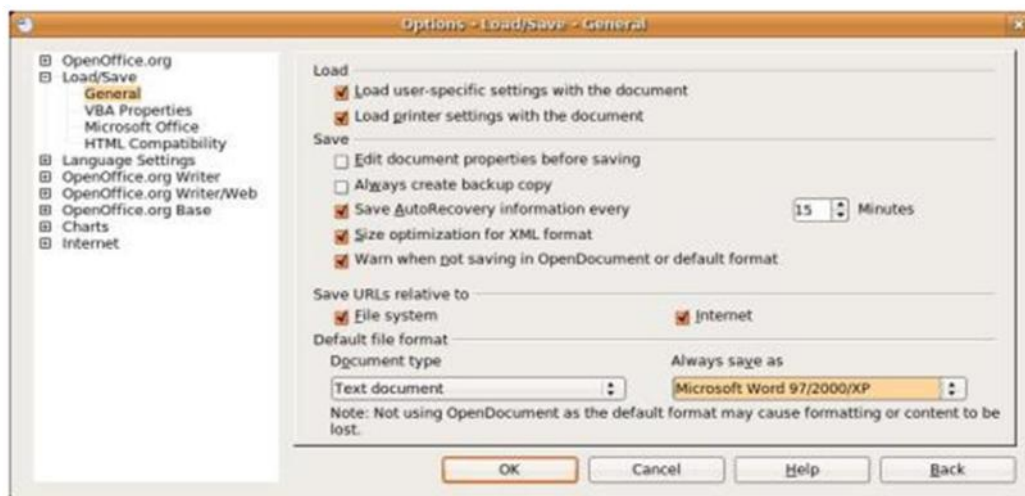 Options - Load/Save - General
OpenOffice.org
Load/Save
General
VBA Properties
Microsoft Office
HTML Compatibility
Language Settings
OpenOffice.org Writer
OpenOffice.org Writer/Web
OpenOffice.org Base
Charts
Internet
Load
Load user-specific settings with the document
Load printer settings with the document
Save
Edit document properties before saving
Always create backup copy
Save AutoRecovery information every 15 Minutes
Size optimization for XML format
Warn when not saving in OpenDocument or default format
Save URLs relative to
File system Internet
Default file format
Document type Always save as
Text document Microsoft Word 97/2000/XP
Note: Not using OpenDocument as the default format may cause formatting or content to be
lost.
OK Cancel Help Back